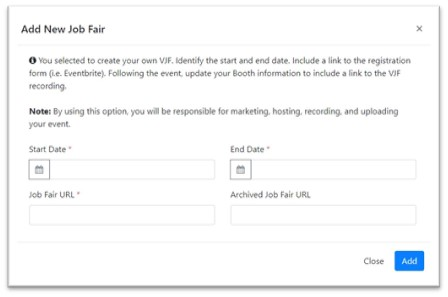 Add New Job Fair ×
You selected to create your own VJF. Identify the start and end date. Include a link to the registration
form (i.e. Eventbrite). Following the event, update your Booth information to include a link to the VJF
recording.
Note: By using this option, you will be responsible for marketing, hosting, recording, and uploading
your event.
Start Date * End Date *
Job Fair URL * Archived Job Fair URL
Close Add